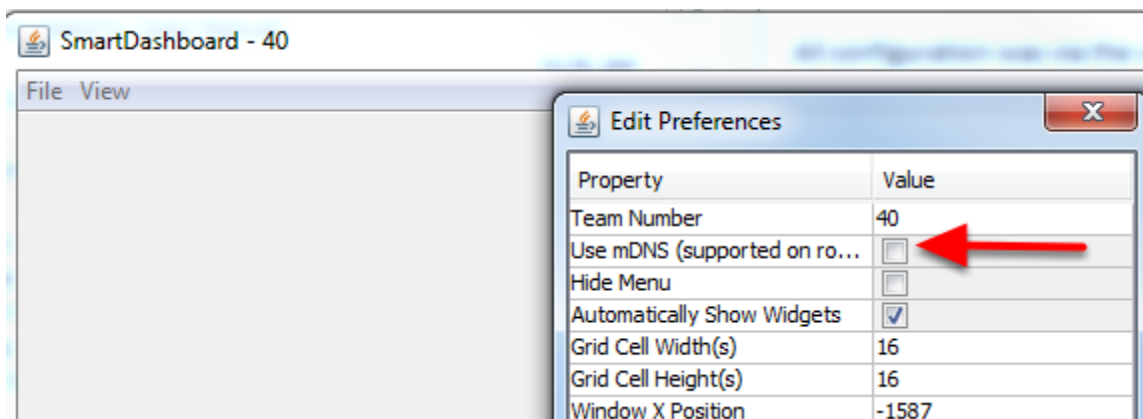 SmartDashboard - 40
File View
Edit Preferences
Property Value
Team Number 40
Use mDNS (supported on ro...
Hide Menu
Automatically Show Widgets
Grid Cell Width(s) 16
Grid Cell Height(s) 16
Window X Position -1587